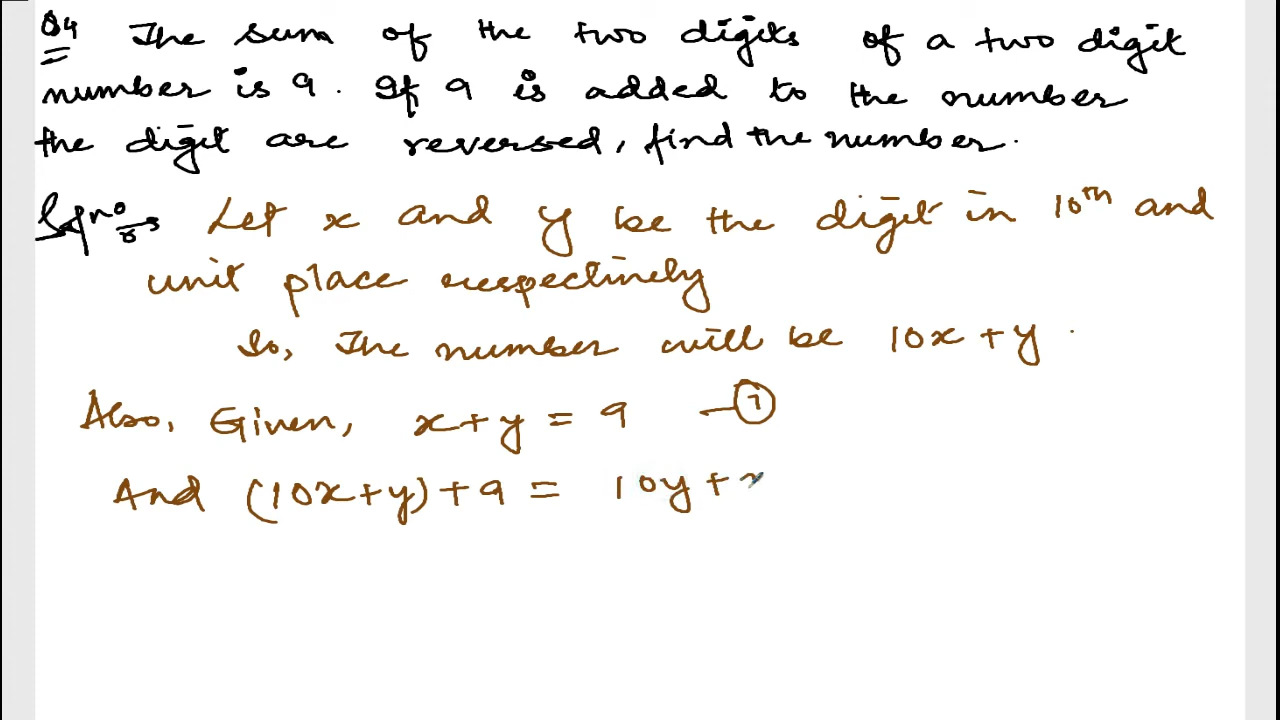 Q4 The sum of the two digits of a two digit
number is 9. If 9 is added to the number
the digit are reversed, find the number.
Solnº Let x and y be the digit in 10th and
unit place respectively
So, The number will be 10x + y.
Also, Given, x + y = 9 —①
And (10x + y) + 9 = 10y + x